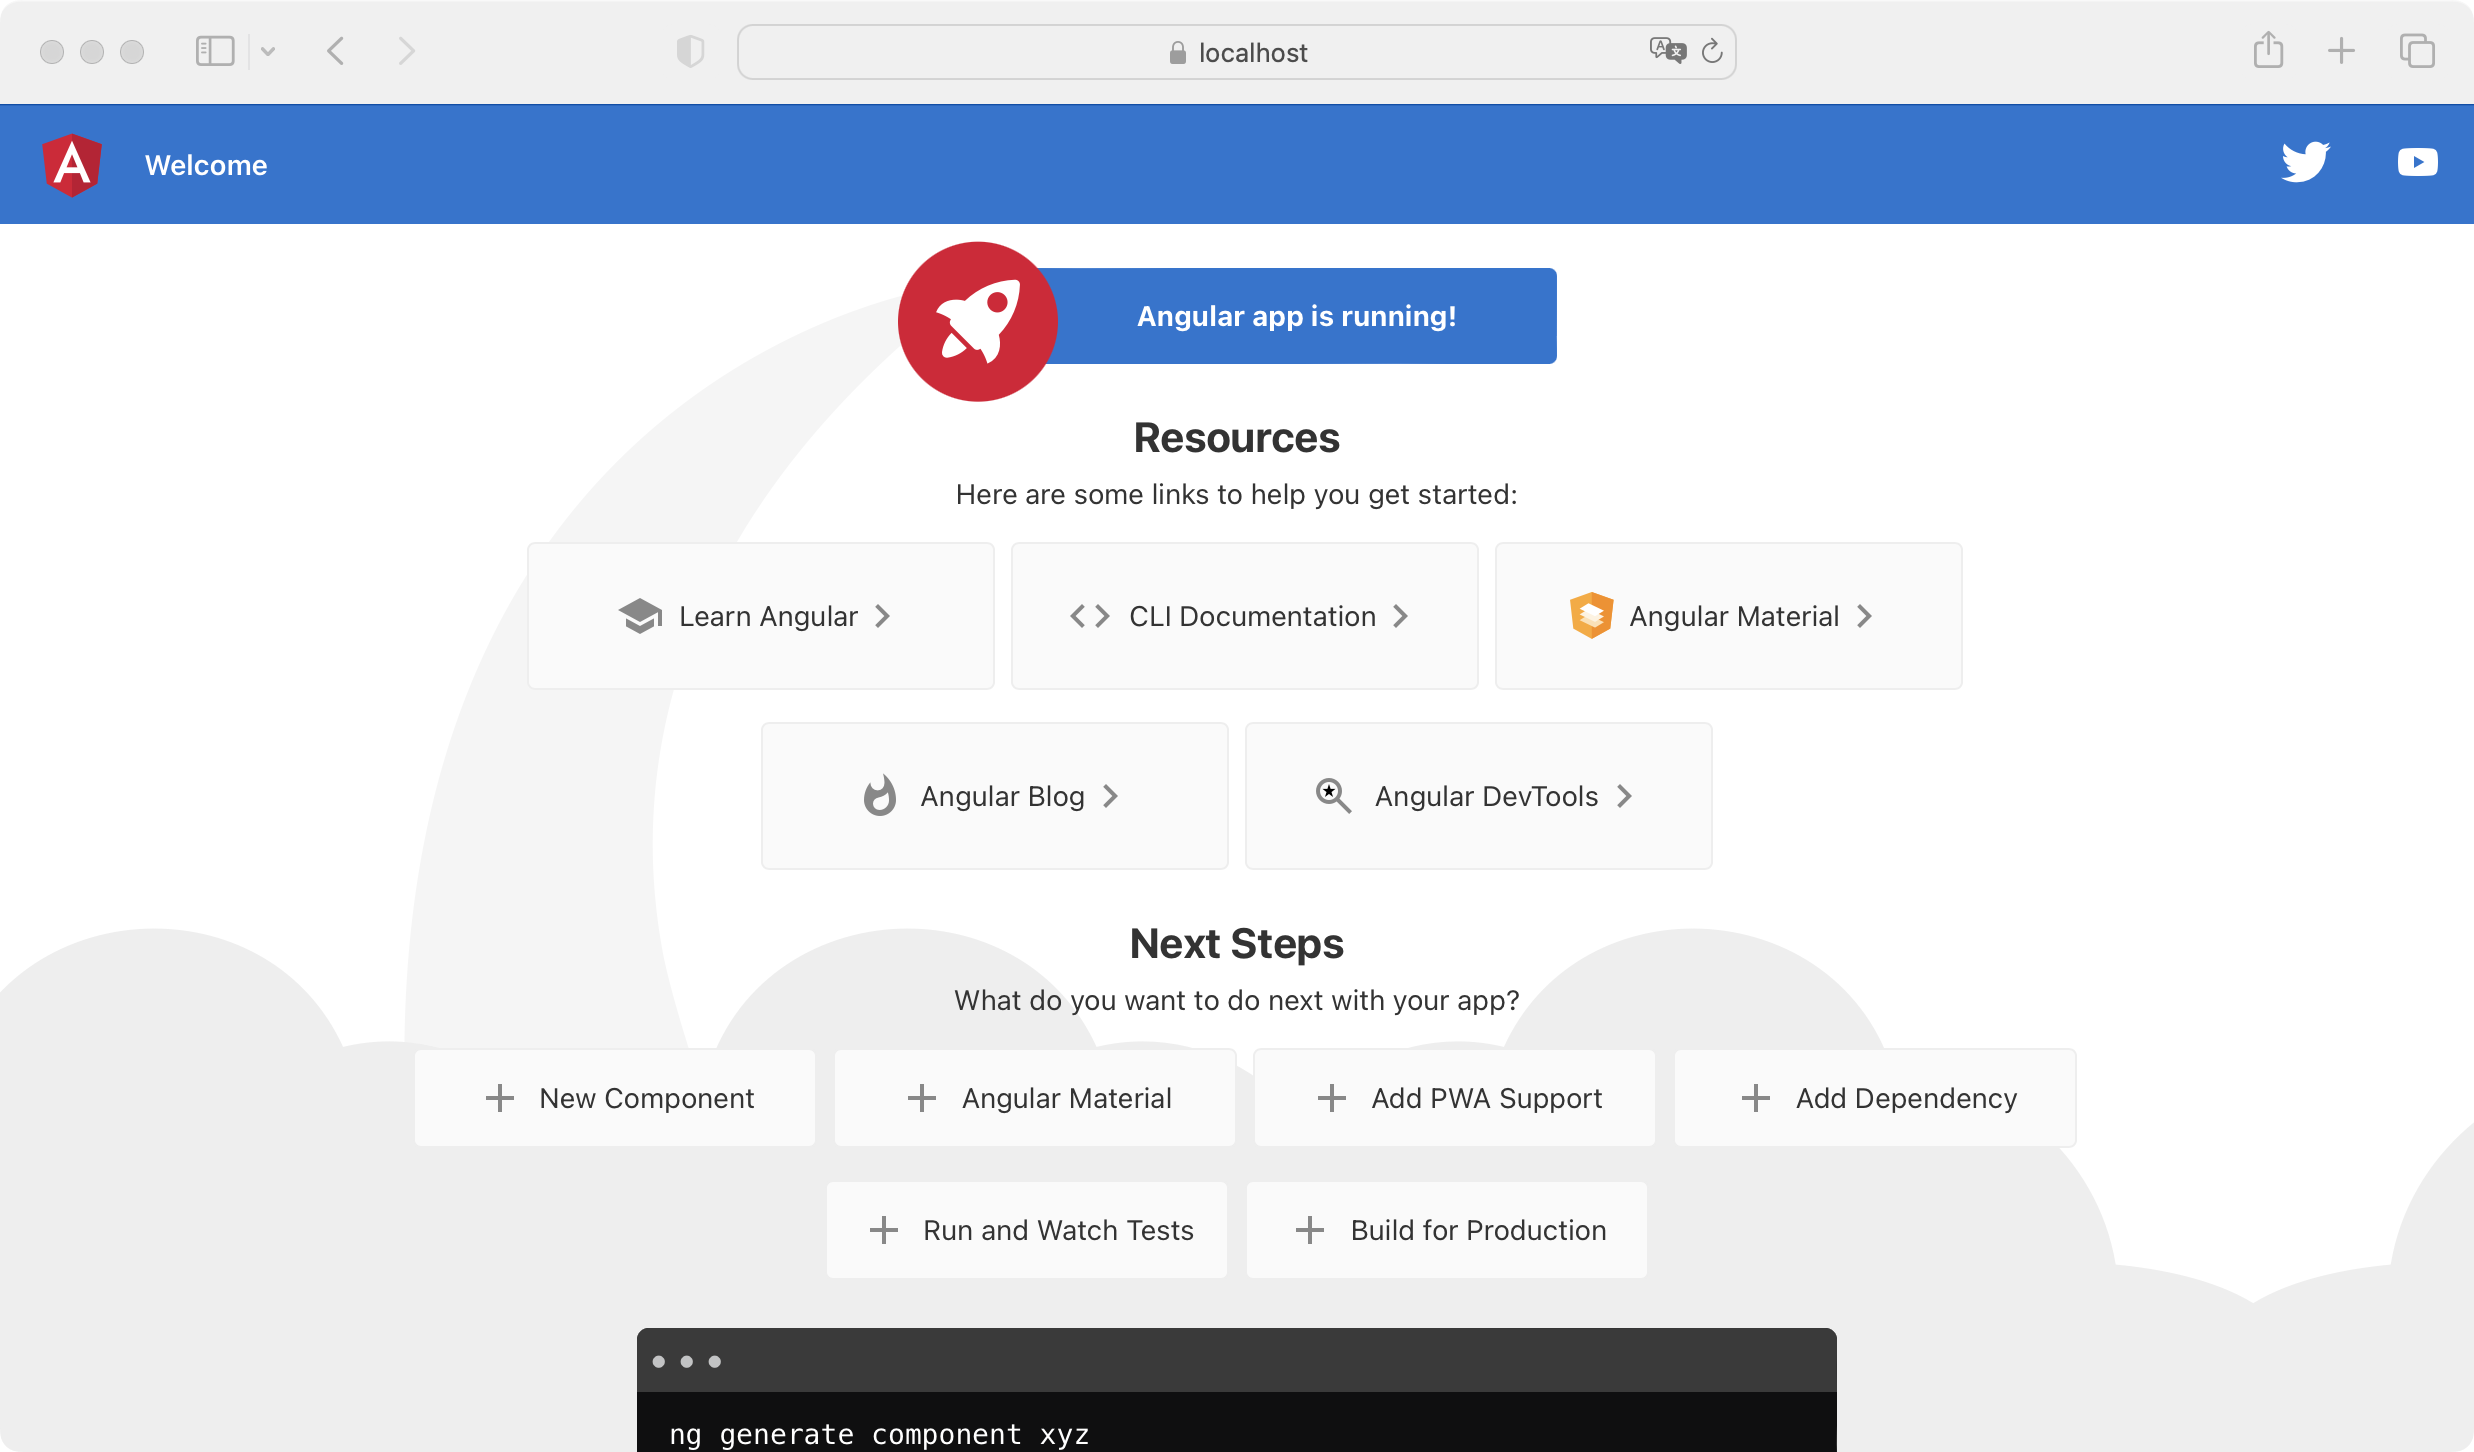 localhost
Welcome
Angular app is running!
Resources
Here are some links to help you get started:
Learn Angular
CLI Documentation
Angular Material
Angular Blog
Angular DevTools
Next Steps
What do you want to do next with your app?
New Component
Angular Material
Add PWA Support
Add Dependency
Run and Watch Tests
Build for Production
ng generate component xyz